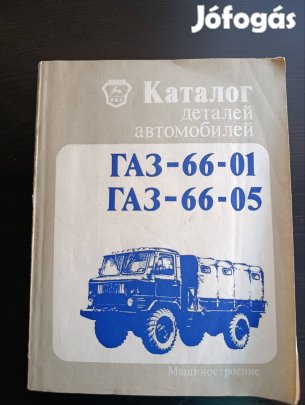 Jófogás
Каталог
деталей
автомобилей
ГАЗ-66-01
ГАЗ-66-05
Машиностроение